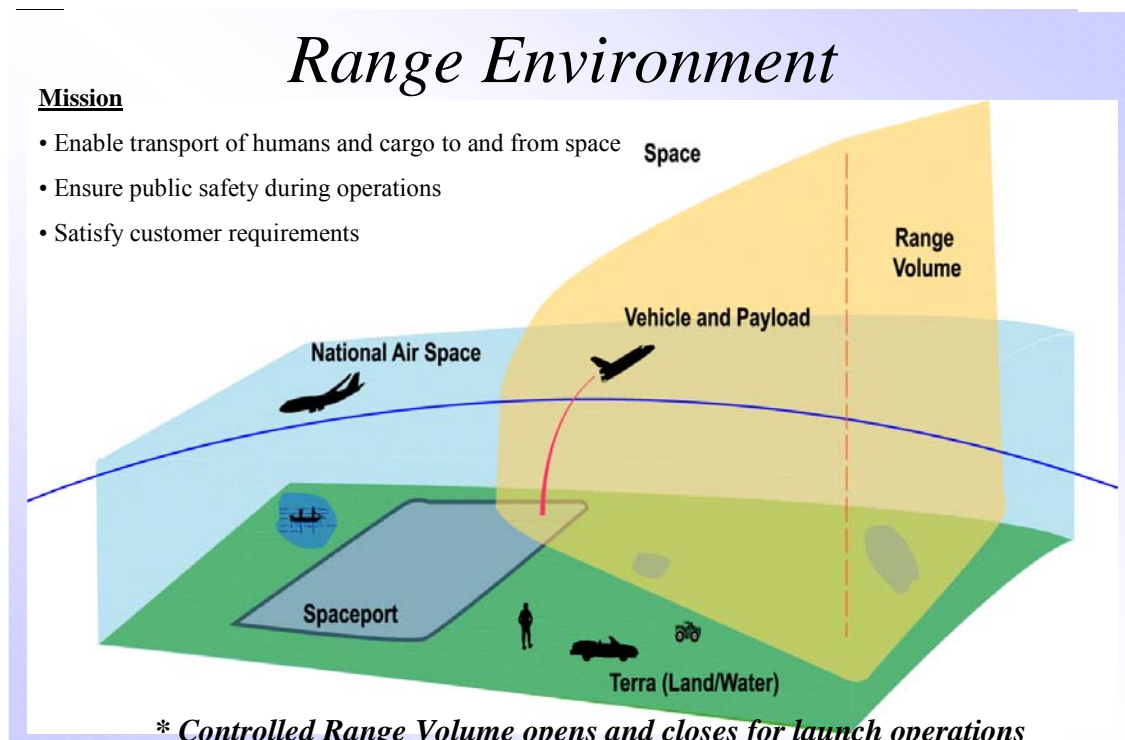 Range Environment
Mission
• Enable transport of humans and cargo to and from space
• Ensure public safety during operations
• Satisfy customer requirements
Space
Range
Volume
Vehicle and Payload
National Air Space
Spaceport
Terra (Land/Water)
* Controlled Range Volume opens and closes for launch operations